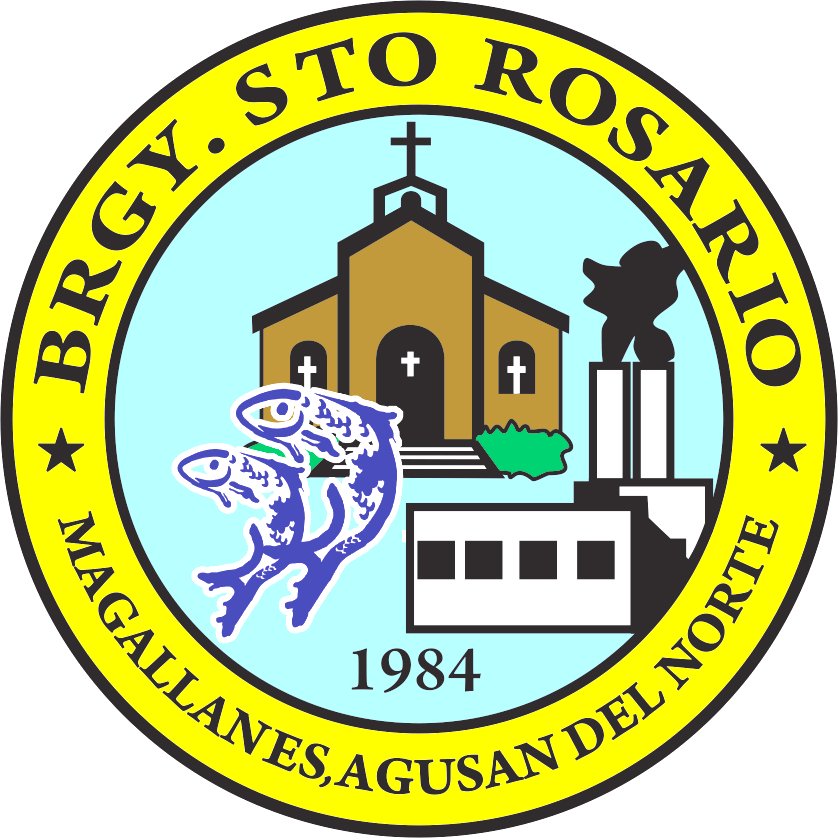 BRGY. STO ROSARIO
1984
MAGALLANES,AGUSAN DEL NORTE